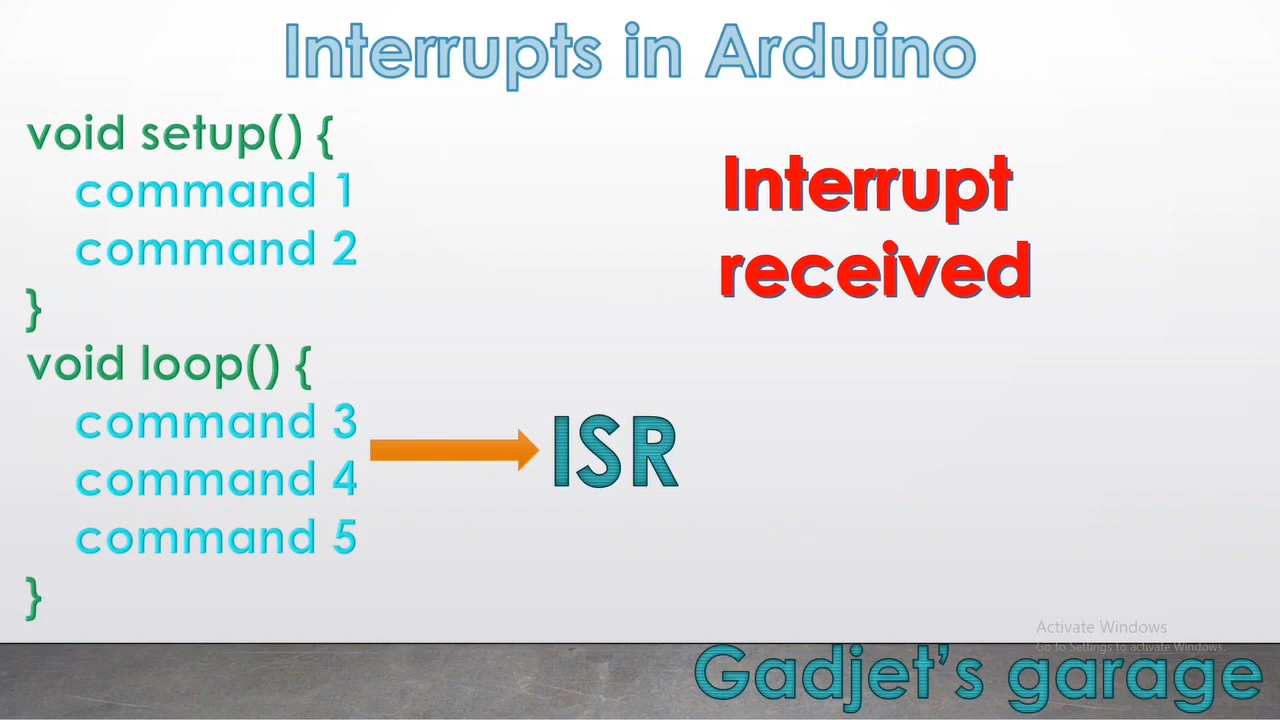 Interrupts in Arduino
void setup() {
command 1
command 2
}
void loop() {
command 3
command 4
command 5
}
Interrupt
received
ISR
Activate Windows
Go to Settings to activate Windows.
Gadjet's garage